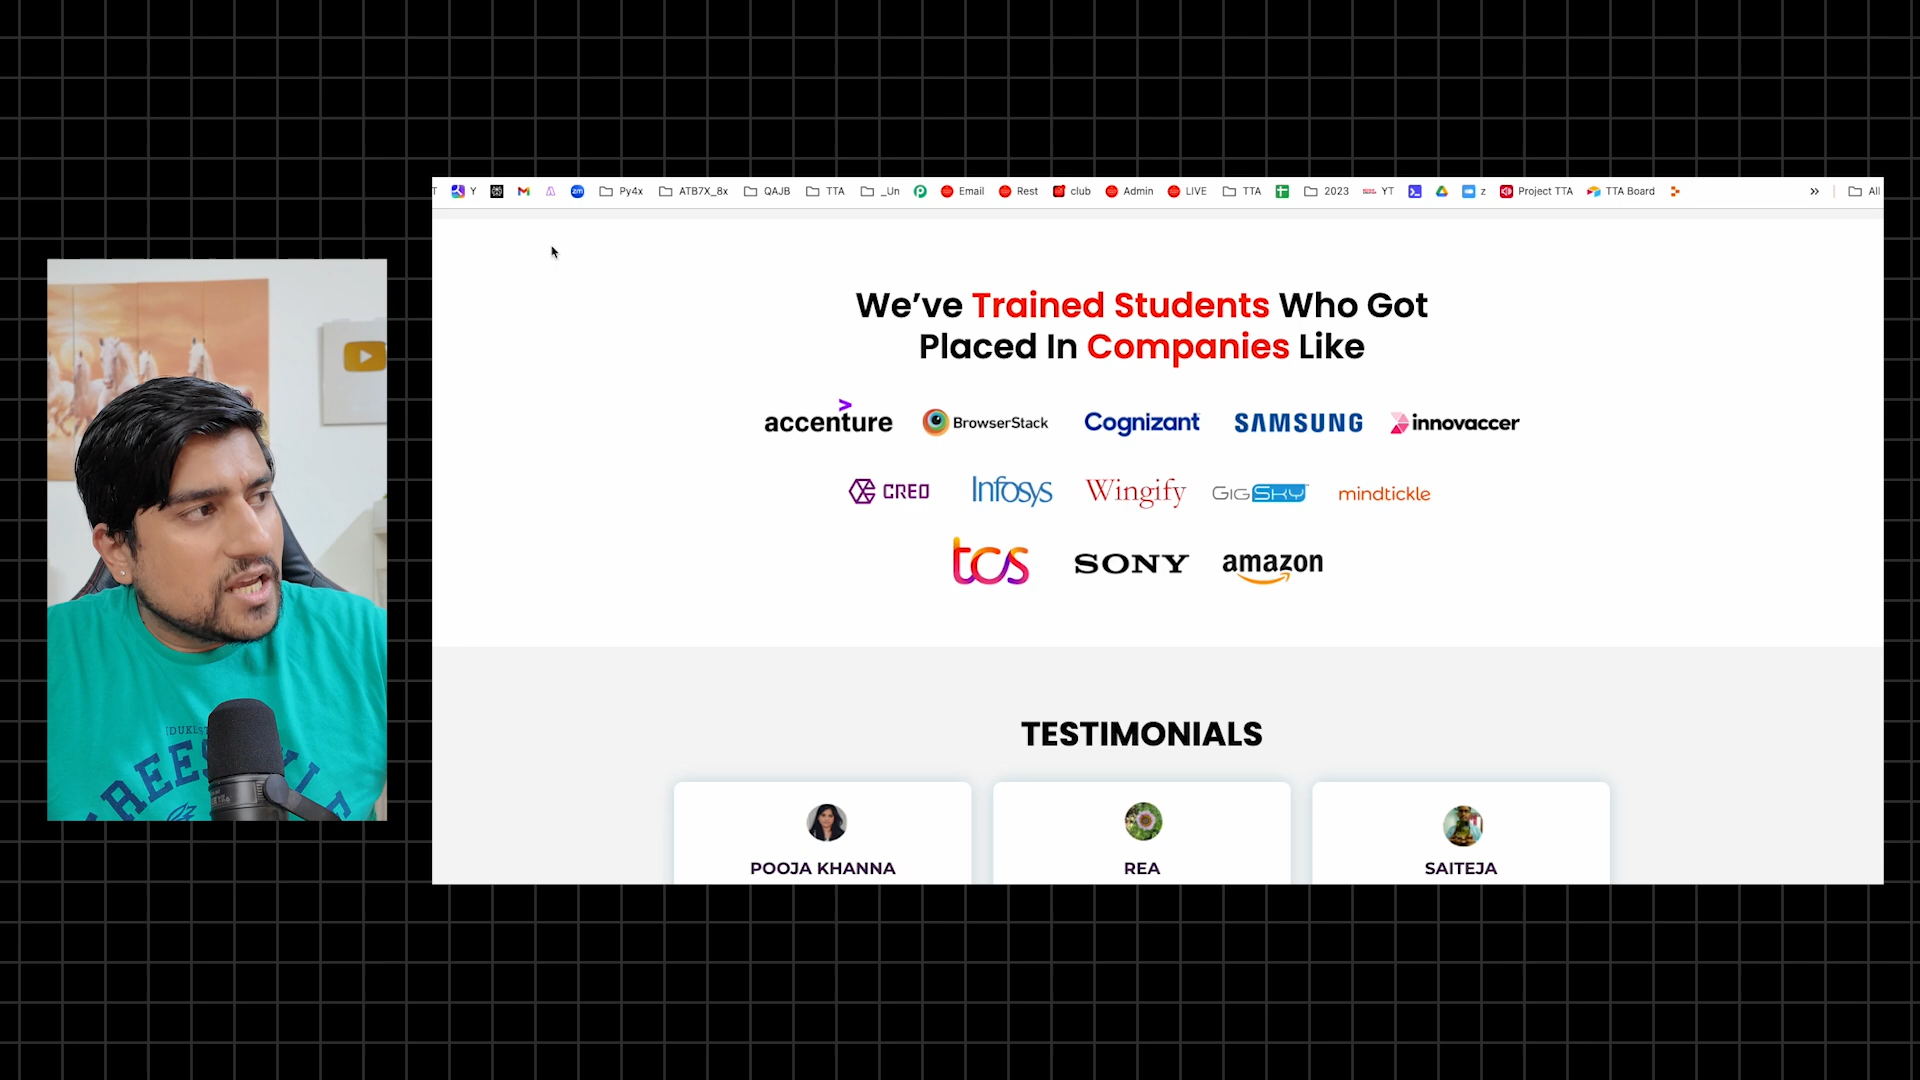 T Y zm Py4x ATB7X_8x QAJB TTA _Un Email Rest club Admin LIVE TTA 2023 YT z Project TTA TTA Board » All
We’ve Trained Students Who Got
Placed In Companies Like
accenture BrowserStack Cognizant SAMSUNG innovaccer
CRED Infosys Wingify GIGSKY mindtickle
tcs SONY amazon
TESTIMONIALS
POOJA KHANNA REA SAITEJA